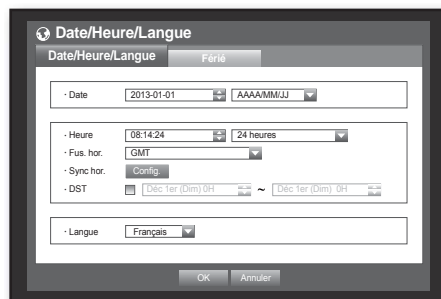 Date/Heure/Langue
Date/Heure/Langue Férié
· Date 2013-01-01 AAAA/MM/JJ
· Heure 08:14:24 24 heures
· Fus. hor. GMT
· Sync hor. Config.
· DST Déc 1er (Dim) 0H ~ Déc 1er (Dim) 0H
· Langue Français
OK Annuler